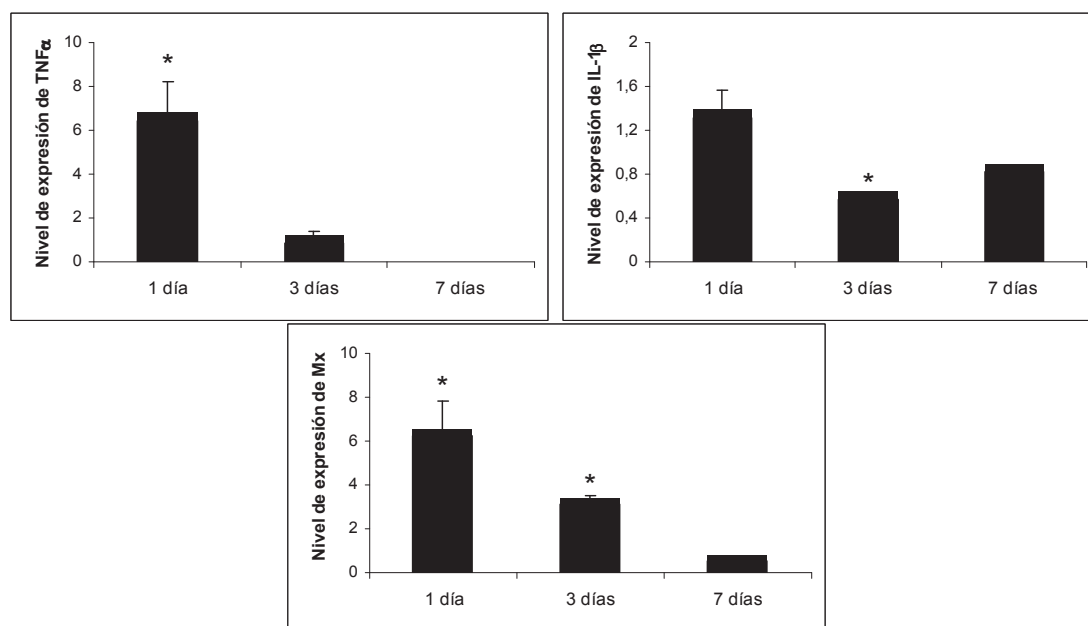 Nivel de expresión de TNFα
10
8
6
4
2
0
*
1 día
3 días
7 días
Nivel de expresión de IL-1β
2
1,6
1,2
0,8
0,4
0
*
1 día
3 días
7 días
Nivel de expresión de Mx
10
8
6
4
2
0
*
*
1 día
3 días
7 días